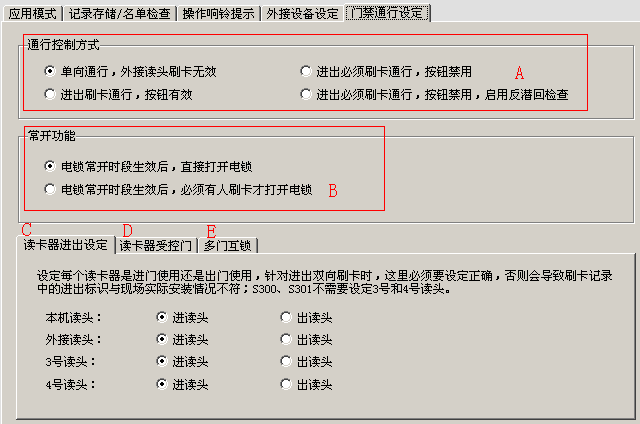 应用模式 记录存储/名单检查 操作响铃提示 外接设备设定 门禁通行设定
通行控制方式
单向通行，外接读头刷卡无效 进出必须刷卡通行，按钮禁用 A
进出刷卡通行，按钮有效 进出必须刷卡通行，按钮禁用，启用反潜回检查
常开功能
电锁常开时段生效后，直接打开电锁
电锁常开时段生效后，必须有人刷卡才打开电锁 B
C D E
读卡器进出设定 读卡器受控门 多门互锁
设定每个读卡器是进门使用还是出门使用，针对进出双向刷卡时，这里必须要设定正确，否则会导致刷卡记录
中的进出标识与现场实际安装情况不符；S300、S301不需要设定3号和4号读头。
本机读头： 进读头 出读头
外接读头： 进读头 出读头
3号读头： 进读头 出读头
4号读头： 进读头 出读头